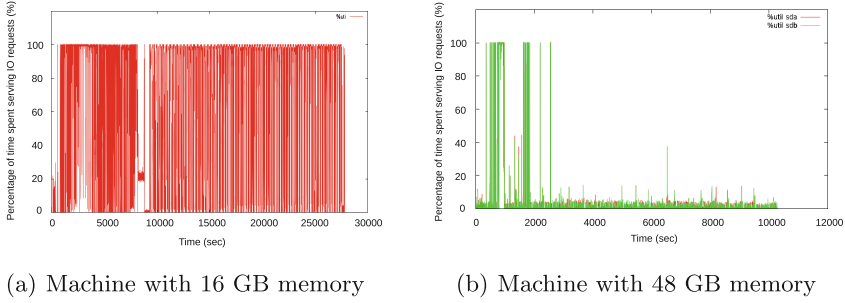 Percentage of time spent serving IO requests (%)
100
80
60
40
20
0
0 5000 10000 15000 20000 25000 30000
Time (sec)
(a) Machine with 16 GB memory
Percentage of time spent serving IO requests (%)
%util sda
%util sdb
100
80
60
40
20
0
0 2000 4000 6000 8000 10000 12000
Time (sec)
(b) Machine with 48 GB memory